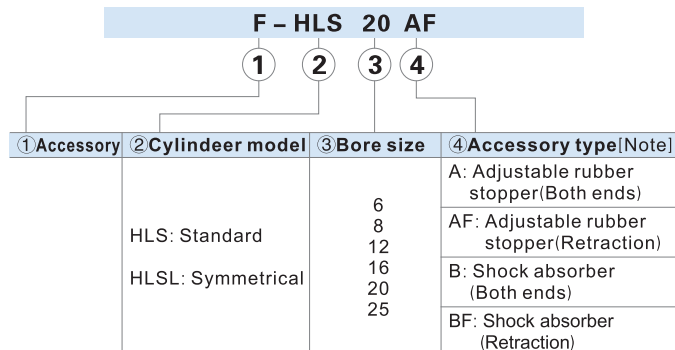 F – HLS 20 AF
1 2 3 4
①Accessory ②Cylindeer model ③Bore size ④Accessory type[Note]
HLS: Standard
HLSL: Symmetrical
6
8
12
16
20
25
A: Adjustable rubber
stopper(Both ends)
AF: Adjustable rubber
stopper(Retraction)
B: Shock absorber
(Both ends)
BF: Shock absorber
(Retraction)